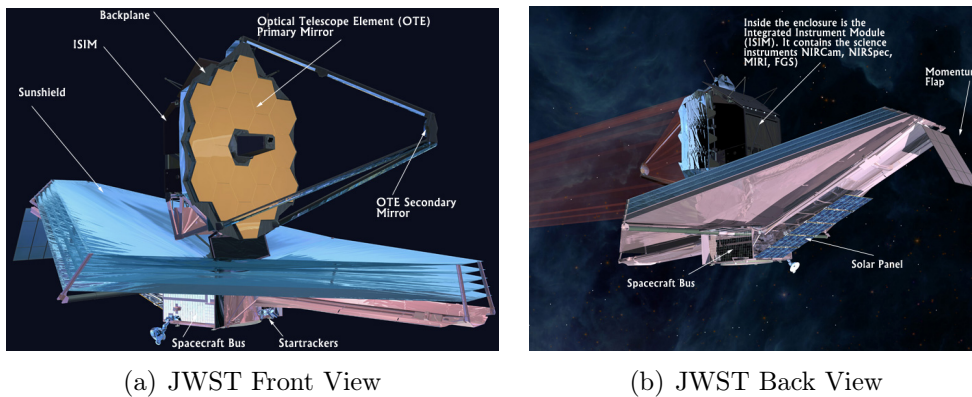 Backplane
Optical Telescope Element (OTE)
Primary Mirror
ISIM
Sunshield
OTE Secondary
Mirror
Spacecraft Bus
Startrackers
(a) JWST Front View
Inside the enclosure is the
Integrated Instrument Module
(ISIM). It contains the science
instruments NIRCam, NIRSpec,
MIRI, FGS)
Momentum
Flap
Solar Panel
Spacecraft Bus
(b) JWST Back View